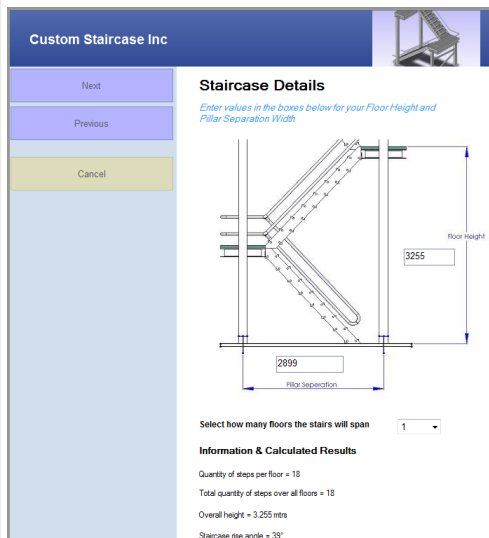 Custom Staircase Inc
Next
Previous
Cancel
Staircase Details
Enter values in the boxes below for your Floor Height and
Pillar Separation Width
Floor Height
3255
2899
Pillar Seperation
Select how many floors the stairs will span
1
Information & Calculated Results
Quantity of steps per floor = 18
Total quantity of steps over all floors = 18
Overall height = 3.255 mtrs
Staircase rise angle = 39°